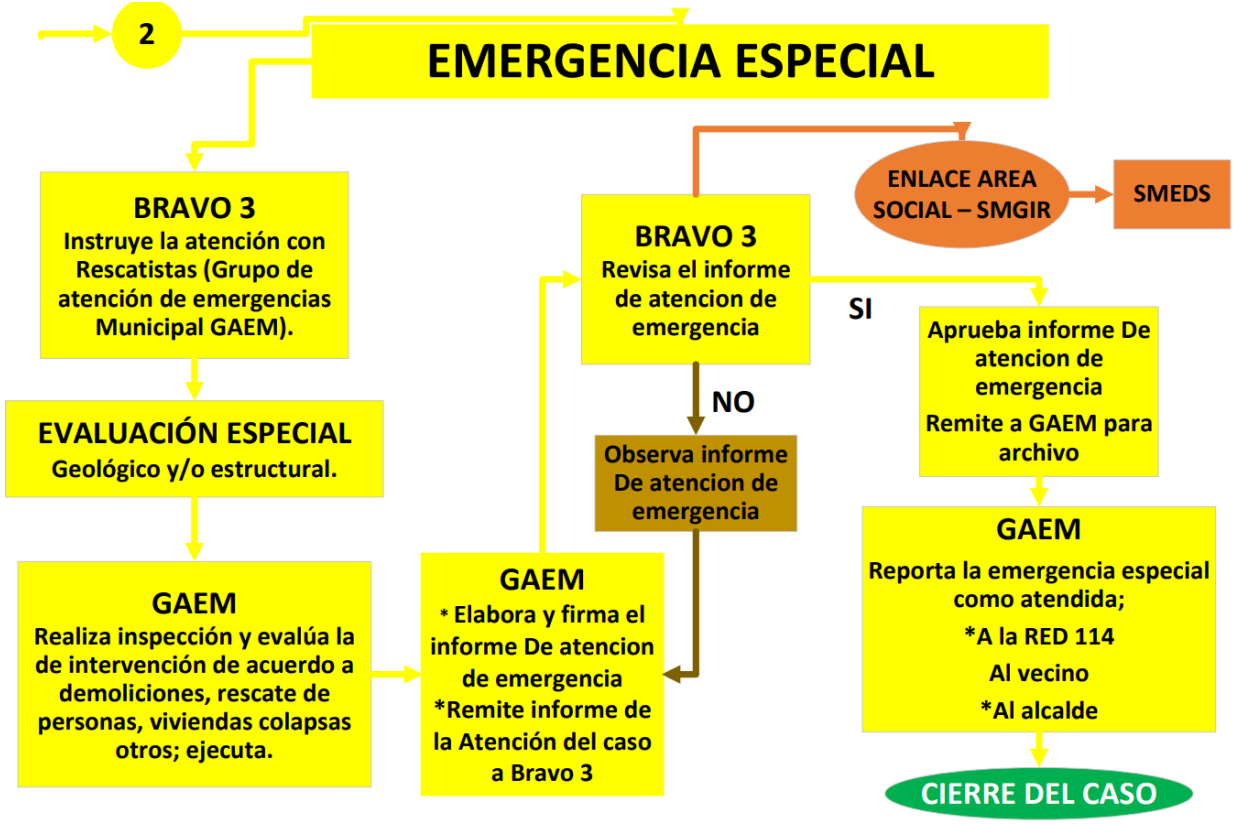 2
EMERGENCIA ESPECIAL
BRAVO 3
Instruye la atención con
Rescatistas (Grupo de
atención de emergencias
Municipal GAEM).
EVALUACIÓN ESPECIAL
Geológico y/o estructural.
GAEM
Realiza inspección y evalúa la
de intervención de acuerdo a
demoliciones, rescate de
personas, viviendas colapsas
otros; ejecuta.
GAEM
* Elabora y firma el
informe De atencion
de emergencia
*Remite informe de
la Atención del caso
a Bravo 3
BRAVO 3
Revisa el informe
de atencion de
emergencia
NO
Observa informe
De atencion de
emergencia
ENLACE AREA
SOCIAL – SMGIR
SMEDS
SI
Aprueba informe De
atencion de
emergencia
Remite a GAEM para
archivo
GAEM
Reporta la emergencia especial
como atendida;
*A la RED 114
Al vecino
*Al alcalde
CIERRE DEL CASO